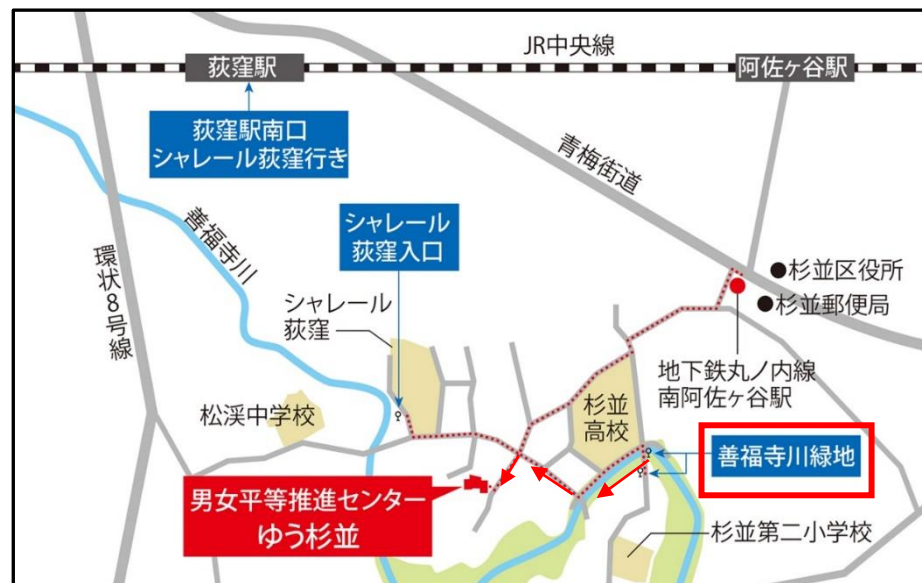 JR中央線
荻窪駅
阿佐ヶ谷駅
荻窪駅南口
シャレール荻窪行き
青梅街道
善福寺川
環状8号線
シャレール
荻窪入口
シャレール
荻窪
杉並区役所
杉並郵便局
地下鉄丸ノ内線
南阿佐ヶ谷駅
松渓中学校
杉並
高校
善福寺川緑地
男女平等推進センター
ゆう杉並
杉並第二小学校